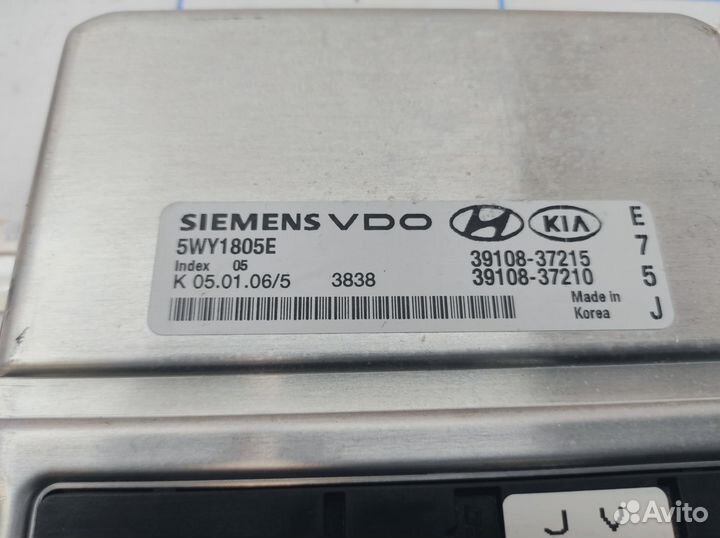 SIEMENS VDO HYUNDAI KIA
5WY1805E
Index 05
K 05.01.06/5 3838
39108-37215
39108-37210
Made in
Korea
E
7
5
J
J V
Avito